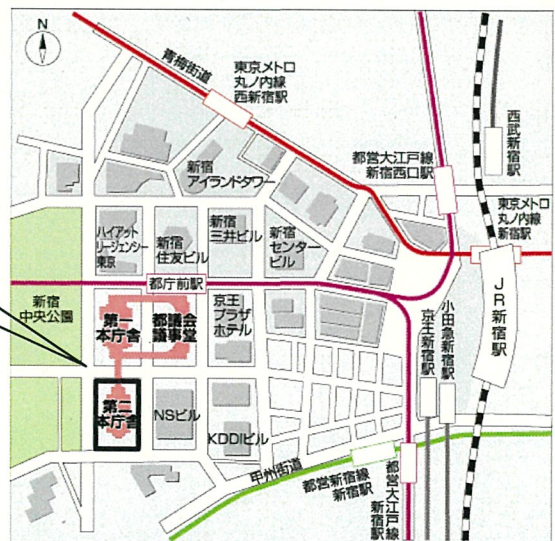 N
青梅街道
東京メトロ
丸ノ内線
西新宿駅
西武新宿駅
都営大江戸線
新宿西口駅
新宿
アイランドタワー
東京メトロ
丸ノ内線
新宿駅
ハイアット
リージェンシー
東京
新宿
住友ビル
新宿
三井ビル
新宿
センター
ビル
都庁前駅
JR新宿駅
新宿
中央公園
第一
本庁舎
都議会
議事堂
京王
プラザ
ホテル
小田急新宿駅
京王新宿駅
第二
本庁舎
NSビル
KDDIビル
甲州街道
都営新宿線
新宿駅
都営大江戸線
新宿駅